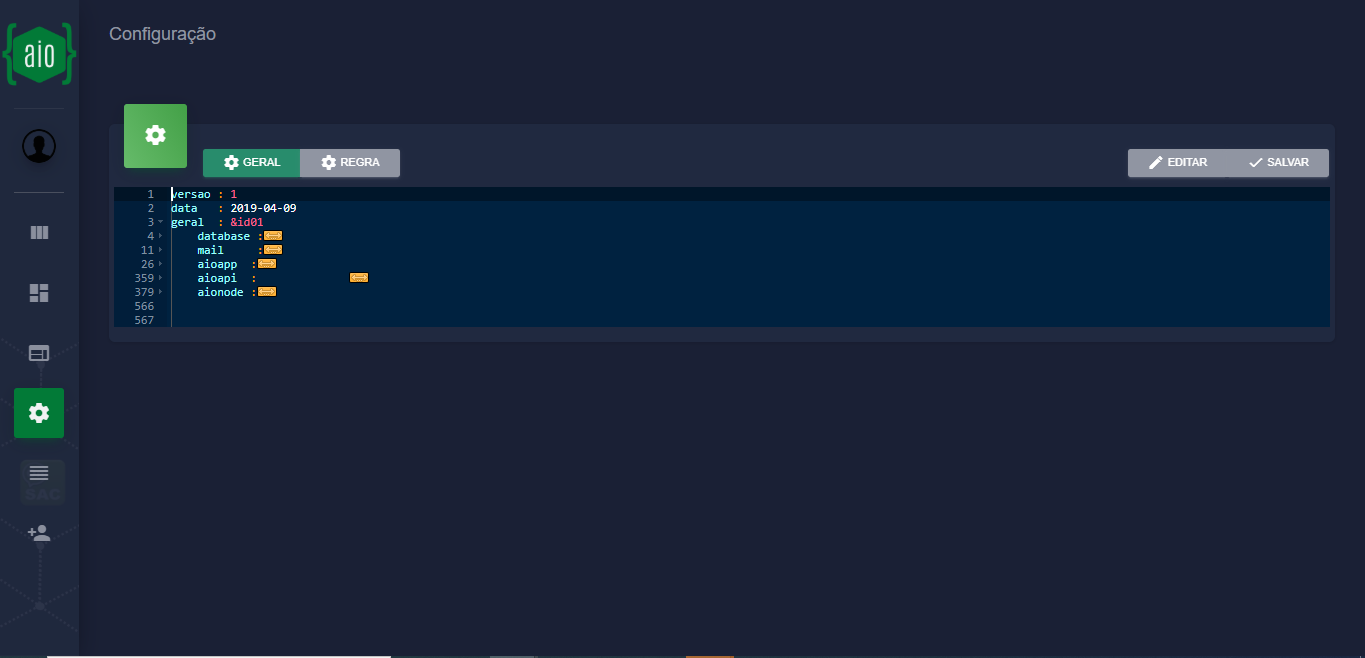 aio
Configuração
GERAL REGRA EDITAR SALVAR
1 versao : 1
2 data : 2019-04-09
3 geral : &id01
4 database :
11 mail :
26 aioapp :
359 aioapi :
379 aionode :
566
567
SAC